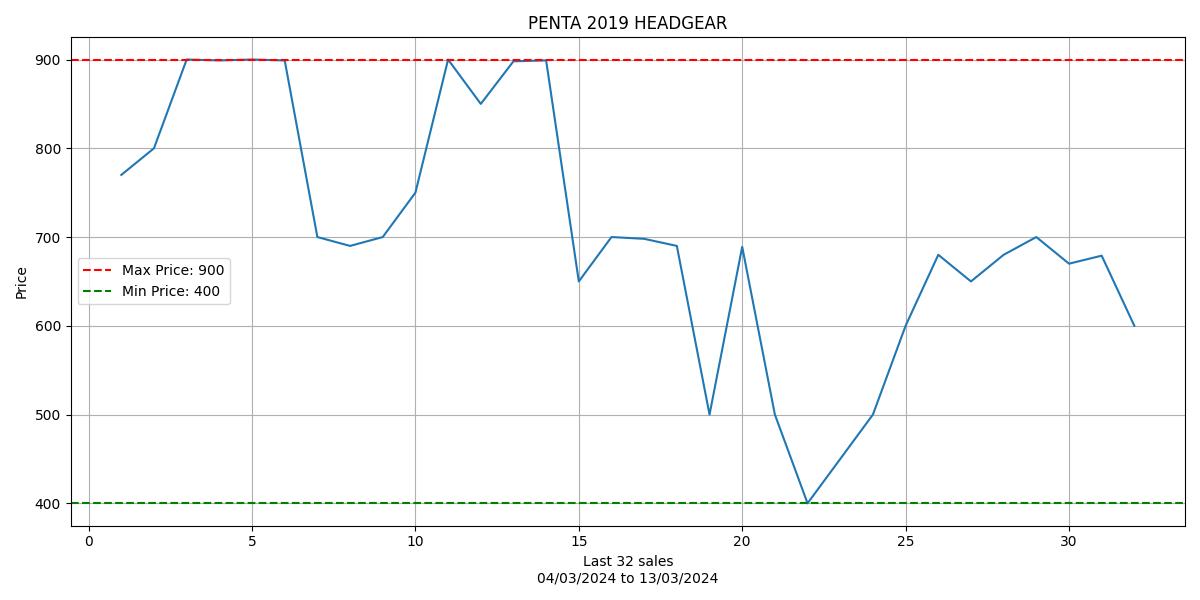 PENTA 2019 HEADGEAR
900
800
700
600
500
400
Price
Max Price: 900
Min Price: 400
0
5
10
15
20
25
30
Last 32 sales
04/03/2024 to 13/03/2024